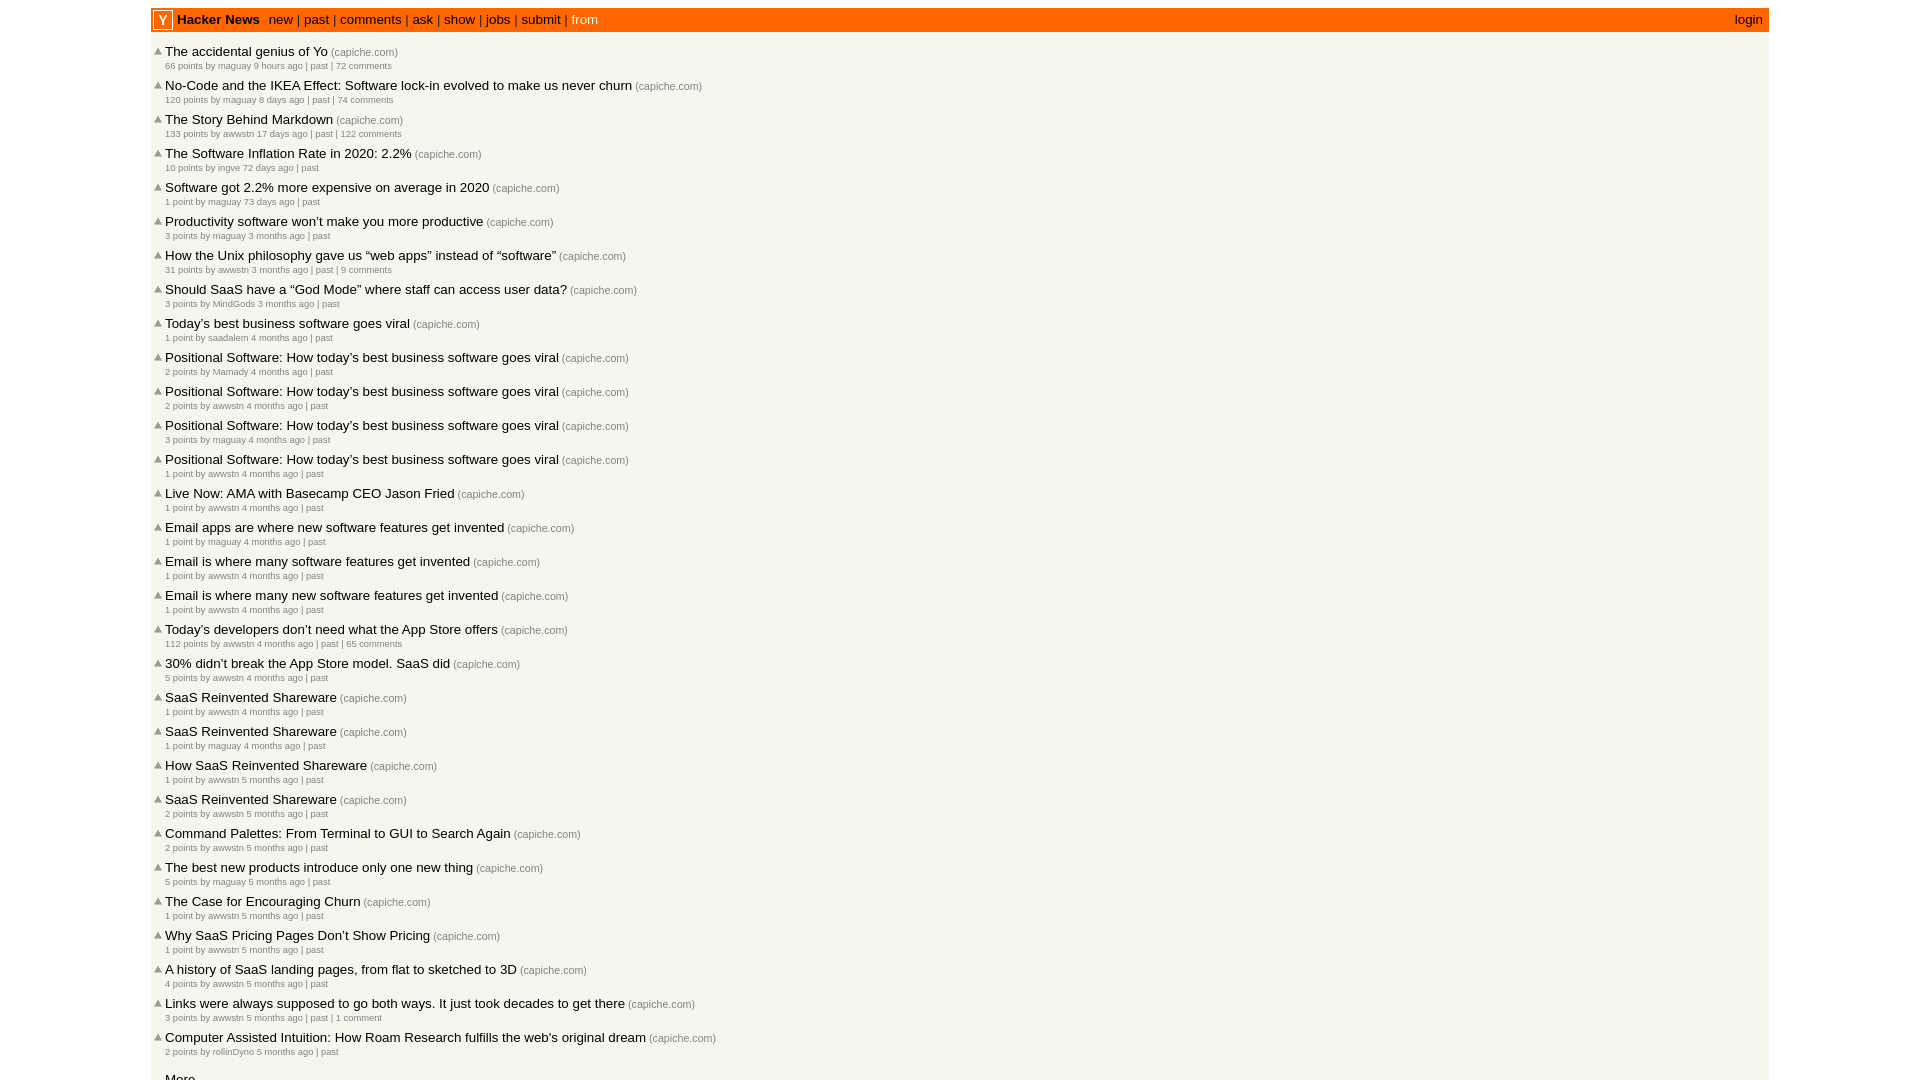 Y Hacker News new | past | comments | ask | show | jobs | submit | from login
The accidental genius of Yo (capiche.com)
66 points by maguay 9 hours ago | past | 72 comments
No-Code and the IKEA Effect: Software lock-in evolved to make us never churn (capiche.com)
120 points by maguay 8 days ago | past | 74 comments
The Story Behind Markdown (capiche.com)
133 points by awwstn 17 days ago | past | 122 comments
The Software Inflation Rate in 2020: 2.2% (capiche.com)
10 points by ingve 72 days ago | past
Software got 2.2% more expensive on average in 2020 (capiche.com)
1 point by maguay 73 days ago | past
Productivity software won’t make you more productive (capiche.com)
3 points by maguay 3 months ago | past
How the Unix philosophy gave us “web apps” instead of “software” (capiche.com)
31 points by awwstn 3 months ago | past | 9 comments
Should SaaS have a “God Mode” where staff can access user data? (capiche.com)
3 points by MindGods 3 months ago | past
Today’s best business software goes viral (capiche.com)
1 point by saadalem 4 months ago | past
Positional Software: How today’s best business software goes viral (capiche.com)
2 points by Mamady 4 months ago | past
Positional Software: How today’s best business software goes viral (capiche.com)
2 points by awwstn 4 months ago | past
Positional Software: How today’s best business software goes viral (capiche.com)
3 points by maguay 4 months ago | past
Positional Software: How today’s best business software goes viral (capiche.com)
1 point by awwstn 4 months ago | past
Live Now: AMA with Basecamp CEO Jason Fried (capiche.com)
1 point by awwstn 4 months ago | past
Email apps are where new software features get invented (capiche.com)
1 point by maguay 4 months ago | past
Email is where many software features get invented (capiche.com)
1 point by awwstn 4 months ago | past
Email is where many new software features get invented (capiche.com)
1 point by awwstn 4 months ago | past
Today’s developers don’t need what the App Store offers (capiche.com)
112 points by awwstn 4 months ago | past | 65 comments
30% didn’t break the App Store model. SaaS did (capiche.com)
5 points by awwstn 4 months ago | past
SaaS Reinvented Shareware (capiche.com)
1 point by awwstn 4 months ago | past
SaaS Reinvented Shareware (capiche.com)
1 point by maguay 4 months ago | past
How SaaS Reinvented Shareware (capiche.com)
1 point by awwstn 5 months ago | past
SaaS Reinvented Shareware (capiche.com)
2 points by awwstn 5 months ago | past
Command Palettes: From Terminal to GUI to Search Again (capiche.com)
2 points by awwstn 5 months ago | past
The best new products introduce only one new thing (capiche.com)
5 points by maguay 5 months ago | past
The Case for Encouraging Churn (capiche.com)
1 point by awwstn 5 months ago | past
Why SaaS Pricing Pages Don’t Show Pricing (capiche.com)
1 point by awwstn 5 months ago | past
A history of SaaS landing pages, from flat to sketched to 3D (capiche.com)
4 points by awwstn 5 months ago | past
Links were always supposed to go both ways. It just took decades to get there (capiche.com)
3 points by awwstn 5 months ago | past | 1 comment
Computer Assisted Intuition: How Roam Research fulfills the web's original dream (capiche.com)
2 points by rollinDyno 5 months ago | past
More